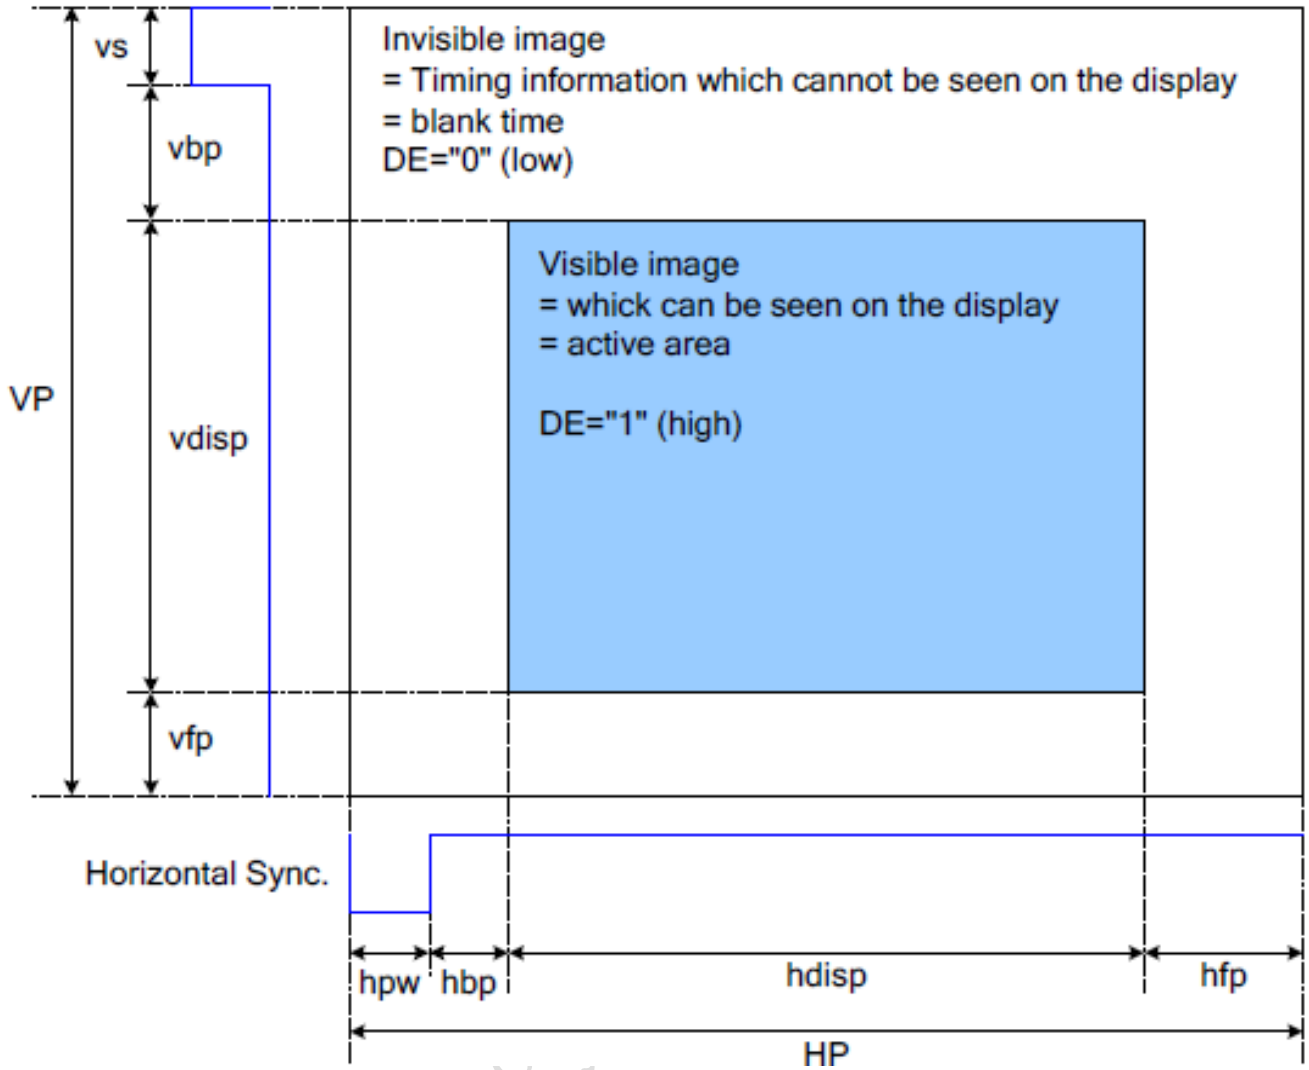 vs
Invisible image
= Timing information which cannot be seen on the display
= blank time
DE="0" (low)
vbp
Visible image
= whick can be seen on the display
= active area
DE="1" (high)
VP
vdisp
vfp
Horizontal Sync.
hpw
hbp
hdisp
hfp
HP